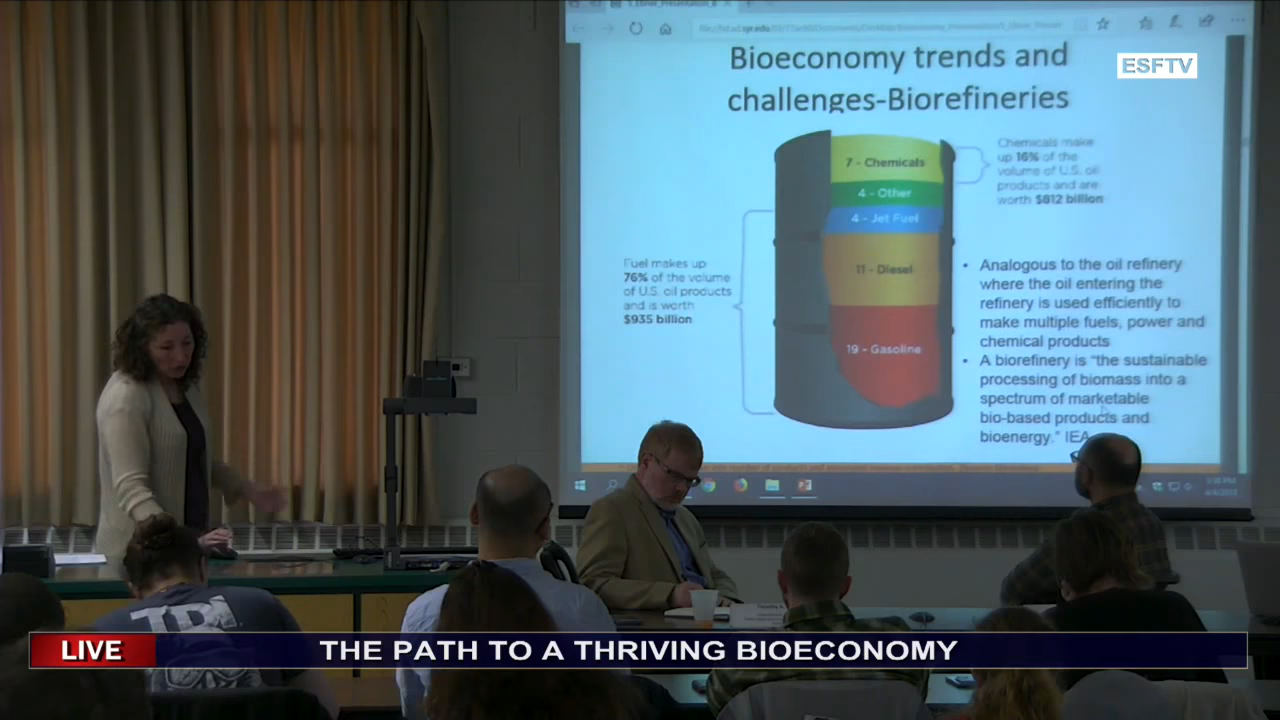 Bioeconomy trends and
challenges-Biorefineries
ESFTV
7 - Chemicals
4 - Other
4 - Jet Fuel
11 - Diesel
19 - Gasoline
Chemicals make
up 16% of the
volume of U.S. oil
products and are
worth $812 billion
Fuel makes up
76% of the volume
of U.S. oil products
and is worth
$935 billion
• Analogous to the oil refinery
where the oil entering the
refinery is used efficiently to
make multiple fuels, power and
chemical products
• A biorefinery is "the sustainable
processing of biomass into a
spectrum of marketable
bio-based products and
bioenergy." IEA
Timothy
LIVE
THE PATH TO A THRIVING BIOECONOMY